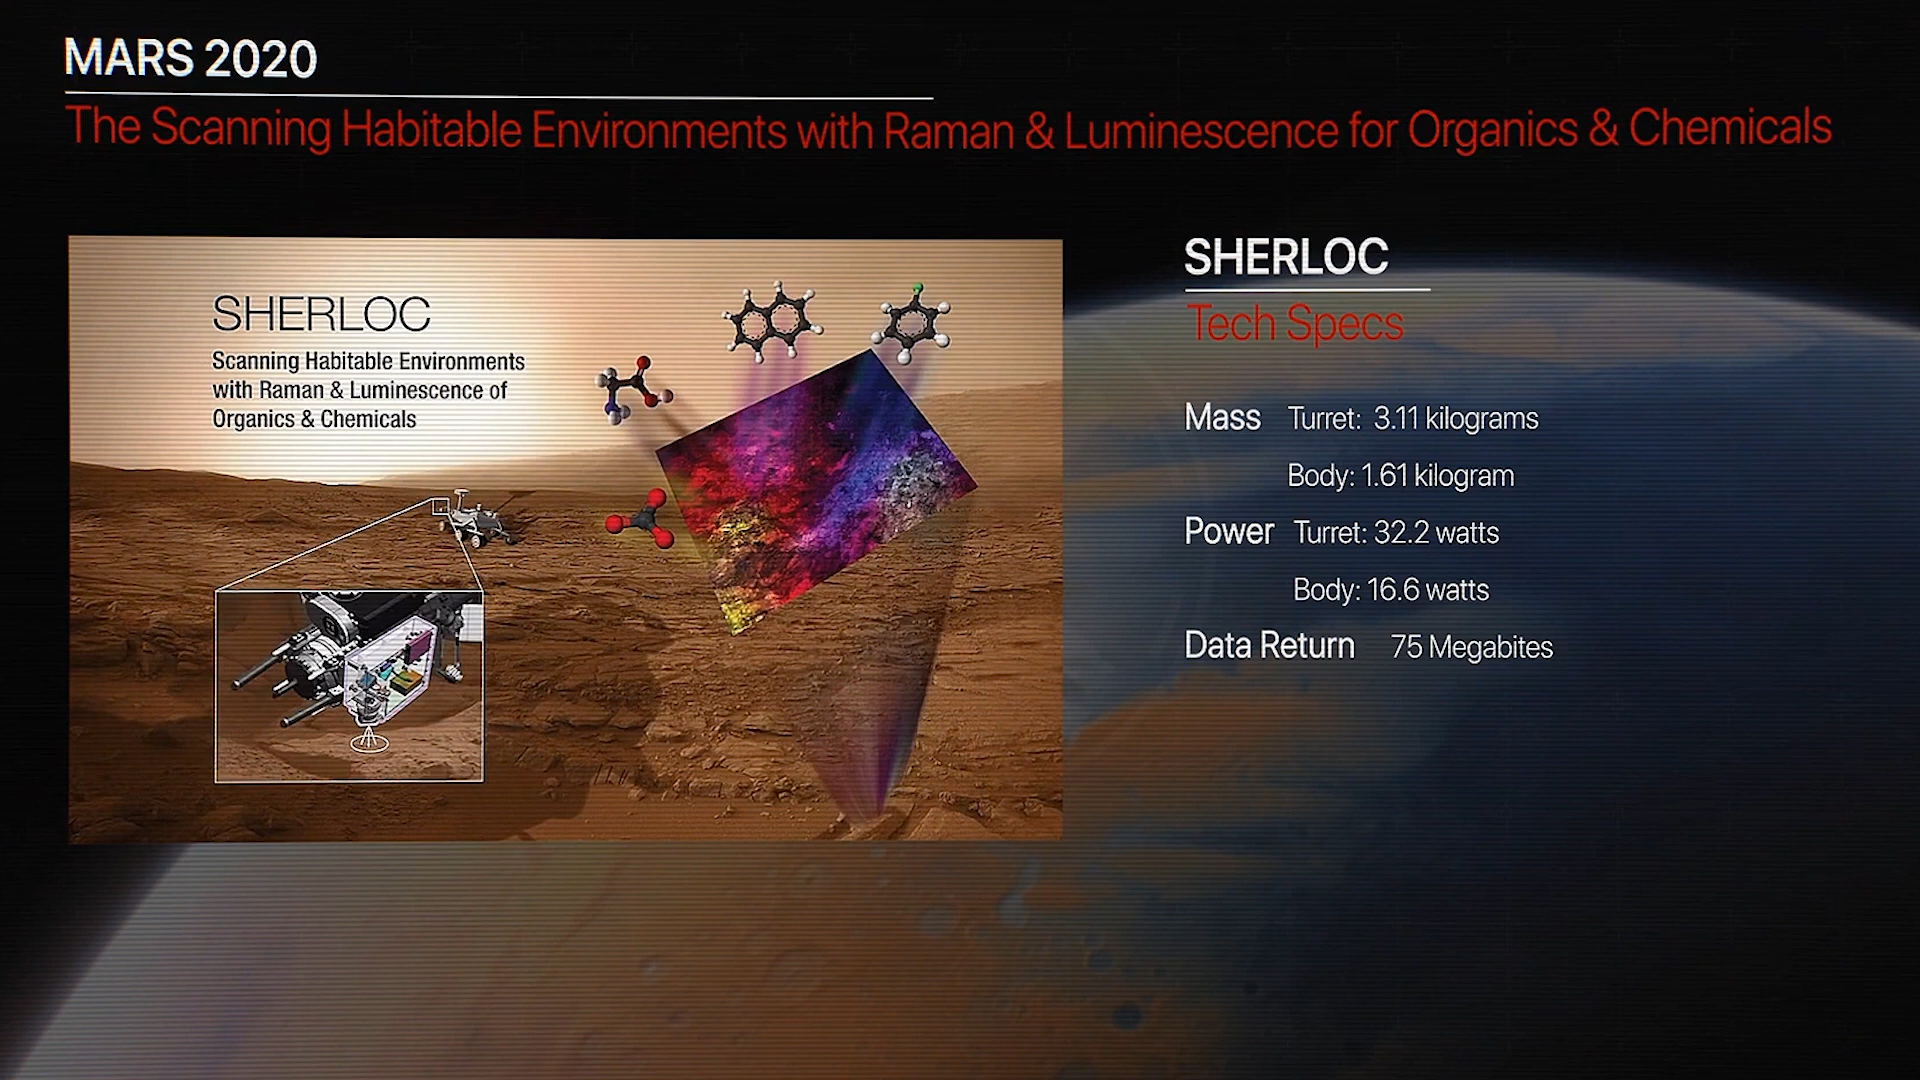 MARS 2020
The Scanning Habitable Environments with Raman & Luminescence for Organics & Chemicals
SHERLOC
Scanning Habitable Environments
with Raman & Luminescence of
Organics & Chemicals
SHERLOC
Tech Specs
Mass Turret: 3.11 kilograms
Body: 1.61 kilogram
Power Turret: 32.2 watts
Body: 16.6 watts
Data Return 75 Megabites